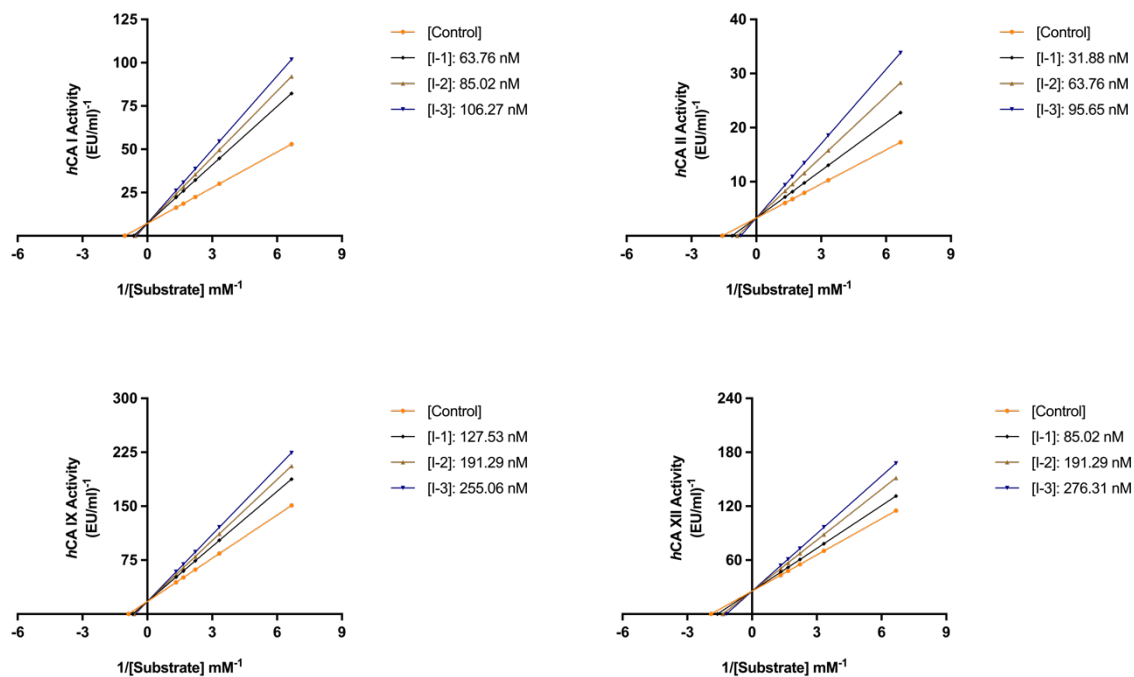 125
100
75
50
25
-6
-3
0
3
6
9
hCA I Activity
(EU/ml)-1
1/[Substrate] mM-1
[Control]
[I-1]: 63.76 nM
[I-2]: 85.02 nM
[I-3]: 106.27 nM
40
30
20
10
-6
-3
0
3
6
9
hCA II Activity
(EU/ml)-1
1/[Substrate] mM-1
[Control]
[I-1]: 31.88 nM
[I-2]: 63.76 nM
[I-3]: 95.65 nM
300
225
150
75
-6
-3
0
3
6
9
hCA IX Activity
(EU/ml)-1
1/[Substrate] mM-1
[Control]
[I-1]: 127.53 nM
[I-2]: 191.29 nM
[I-3]: 255.06 nM
240
180
120
60
-6
-3
0
3
6
9
hCA XII Activity
(EU/ml)-1
1/[Substrate] mM-1
[Control]
[I-1]: 85.02 nM
[I-2]: 191.29 nM
[I-3]: 276.31 nM